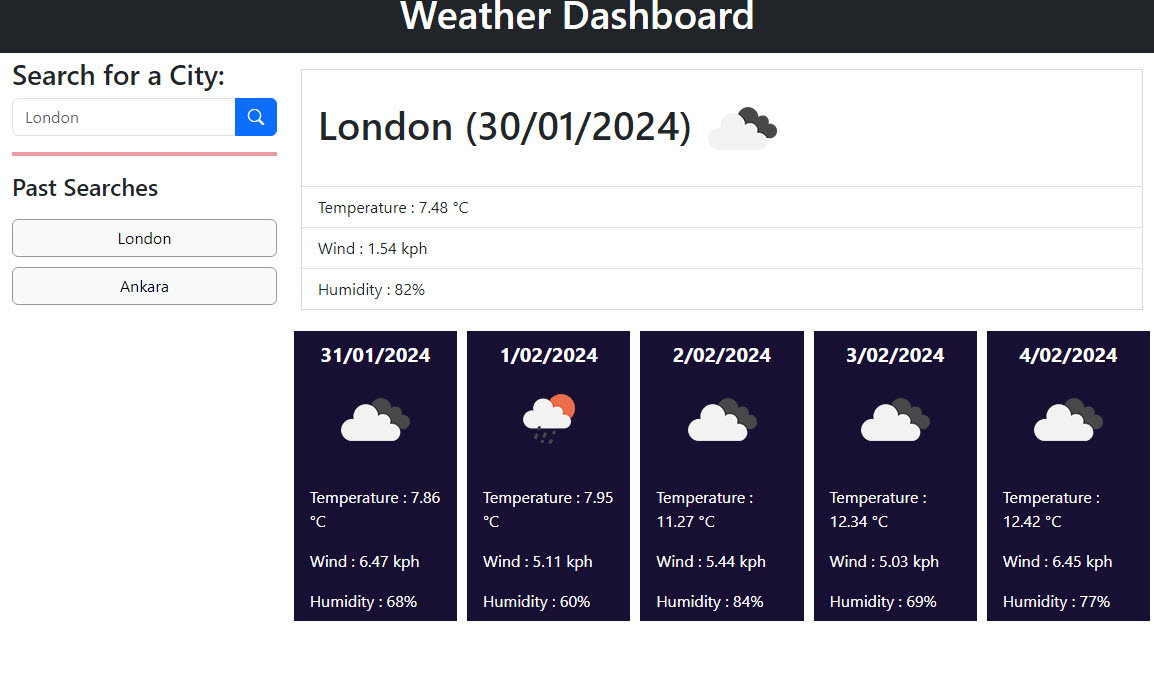 Weather Dashboard
Search for a City:
London
Past Searches
London
Ankara
London (30/01/2024)
Temperature : 7.48 °C
Wind : 1.54 kph
Humidity : 82%
31/01/2024
Temperature : 7.86
°C
Wind : 6.47 kph
Humidity : 68%
1/02/2024
Temperature : 7.95
°C
Wind : 5.11 kph
Humidity : 60%
2/02/2024
Temperature :
11.27 °C
Wind : 5.44 kph
Humidity : 84%
3/02/2024
Temperature :
12.34 °C
Wind : 5.03 kph
Humidity : 69%
4/02/2024
Temperature :
12.42 °C
Wind : 6.45 kph
Humidity : 77%